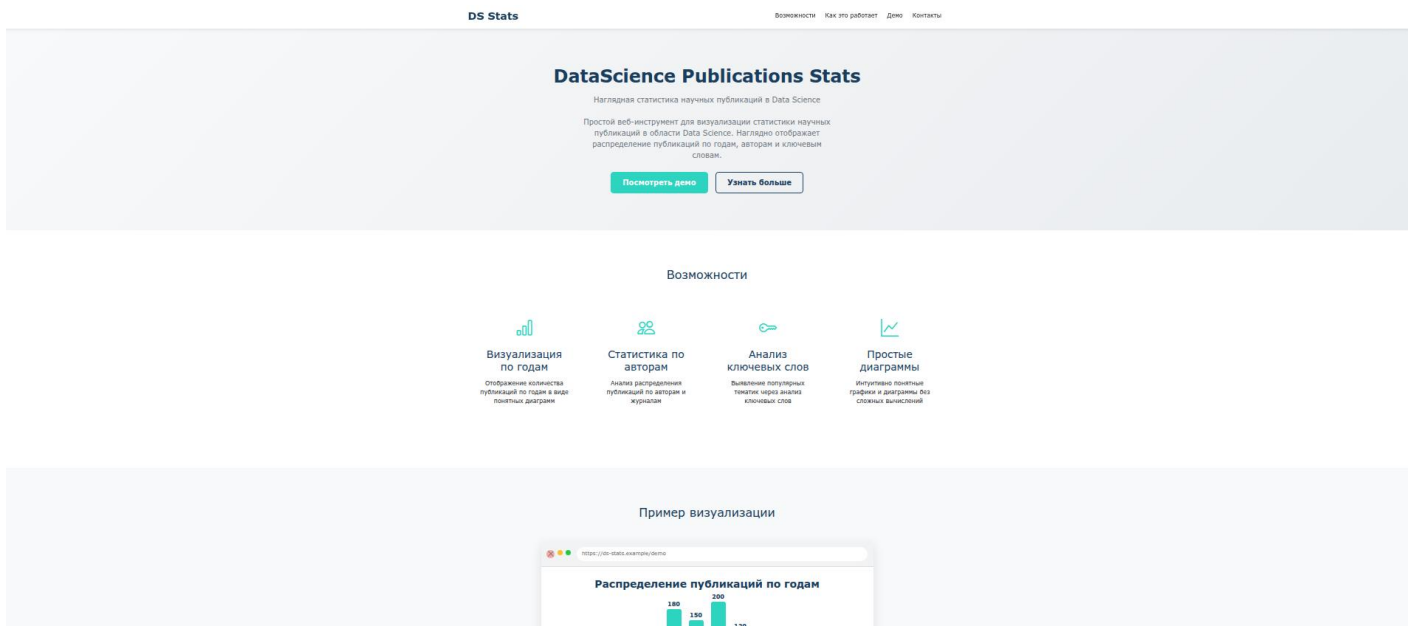 DS Stats
Возможности Как это работает Демо Контакты
DataScience Publications Stats
Наглядная статистика научных публикаций в Data Science
Простой веб-инструмент для визуализации статистики научных
публикаций в области Data Science. Наглядно отображает
распределение публикаций по годам, авторам и ключевым
словам.
Посмотреть демо
Узнать больше
Возможности
Визуализация
по годам
Отображение количества
публикаций по годам в виде
понятных диаграмм
Статистика по
авторам
Анализ распределения
публикаций по авторам и
журналам
Анализ
ключевых слов
Выявление популярных
тематик через анализ
ключевых слов
Простые
диаграммы
Интуитивно понятные
графики и диаграммы без
сложных вычислений
Пример визуализации
https://ds-stats.example/demo
Распределение публикаций по годам
200
180
150